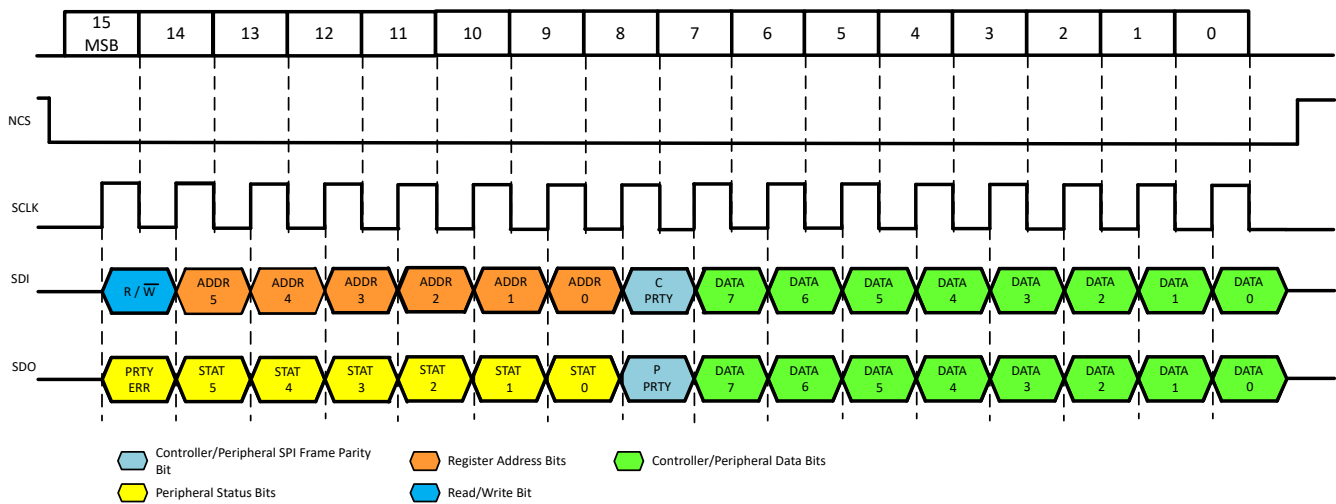 15
MSB
14
13
12
11
10
9
8
7
6
5
4
3
2
1
0
NCS
SCLK
SDI
R / W̅
ADDR
5
ADDR
4
ADDR
3
ADDR
2
ADDR
1
ADDR
0
C
PRTY
DATA
7
DATA
6
DATA
5
DATA
4
DATA
3
DATA
2
DATA
1
DATA
0
SDO
PRTY
ERR
STAT
5
STAT
4
STAT
3
STAT
2
STAT
1
STAT
0
P
PRTY
DATA
7
DATA
6
DATA
5
DATA
4
DATA
3
DATA
2
DATA
1
DATA
0
Controller/Peripheral SPI Frame Parity
Bit
Register Address Bits
Controller/Peripheral Data Bits
Peripheral Status Bits
Read/Write Bit